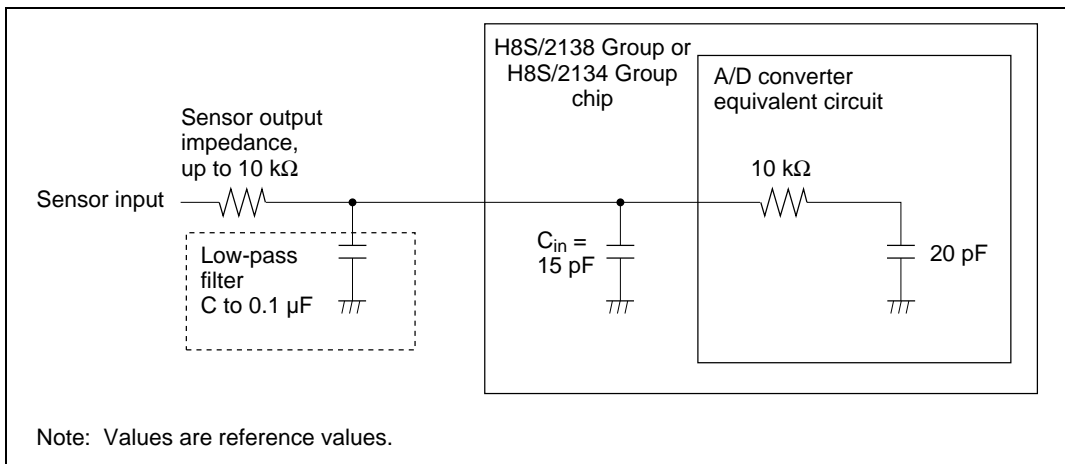 H8S/2138 Group or
H8S/2134 Group
chip
A/D converter
equivalent circuit
Sensor output
impedance,
up to 10 kΩ
10 kΩ
Sensor input
Low-pass
filter
C to 0.1 µF
Cin =
15 pF
20 pF
Note: Values are reference values.